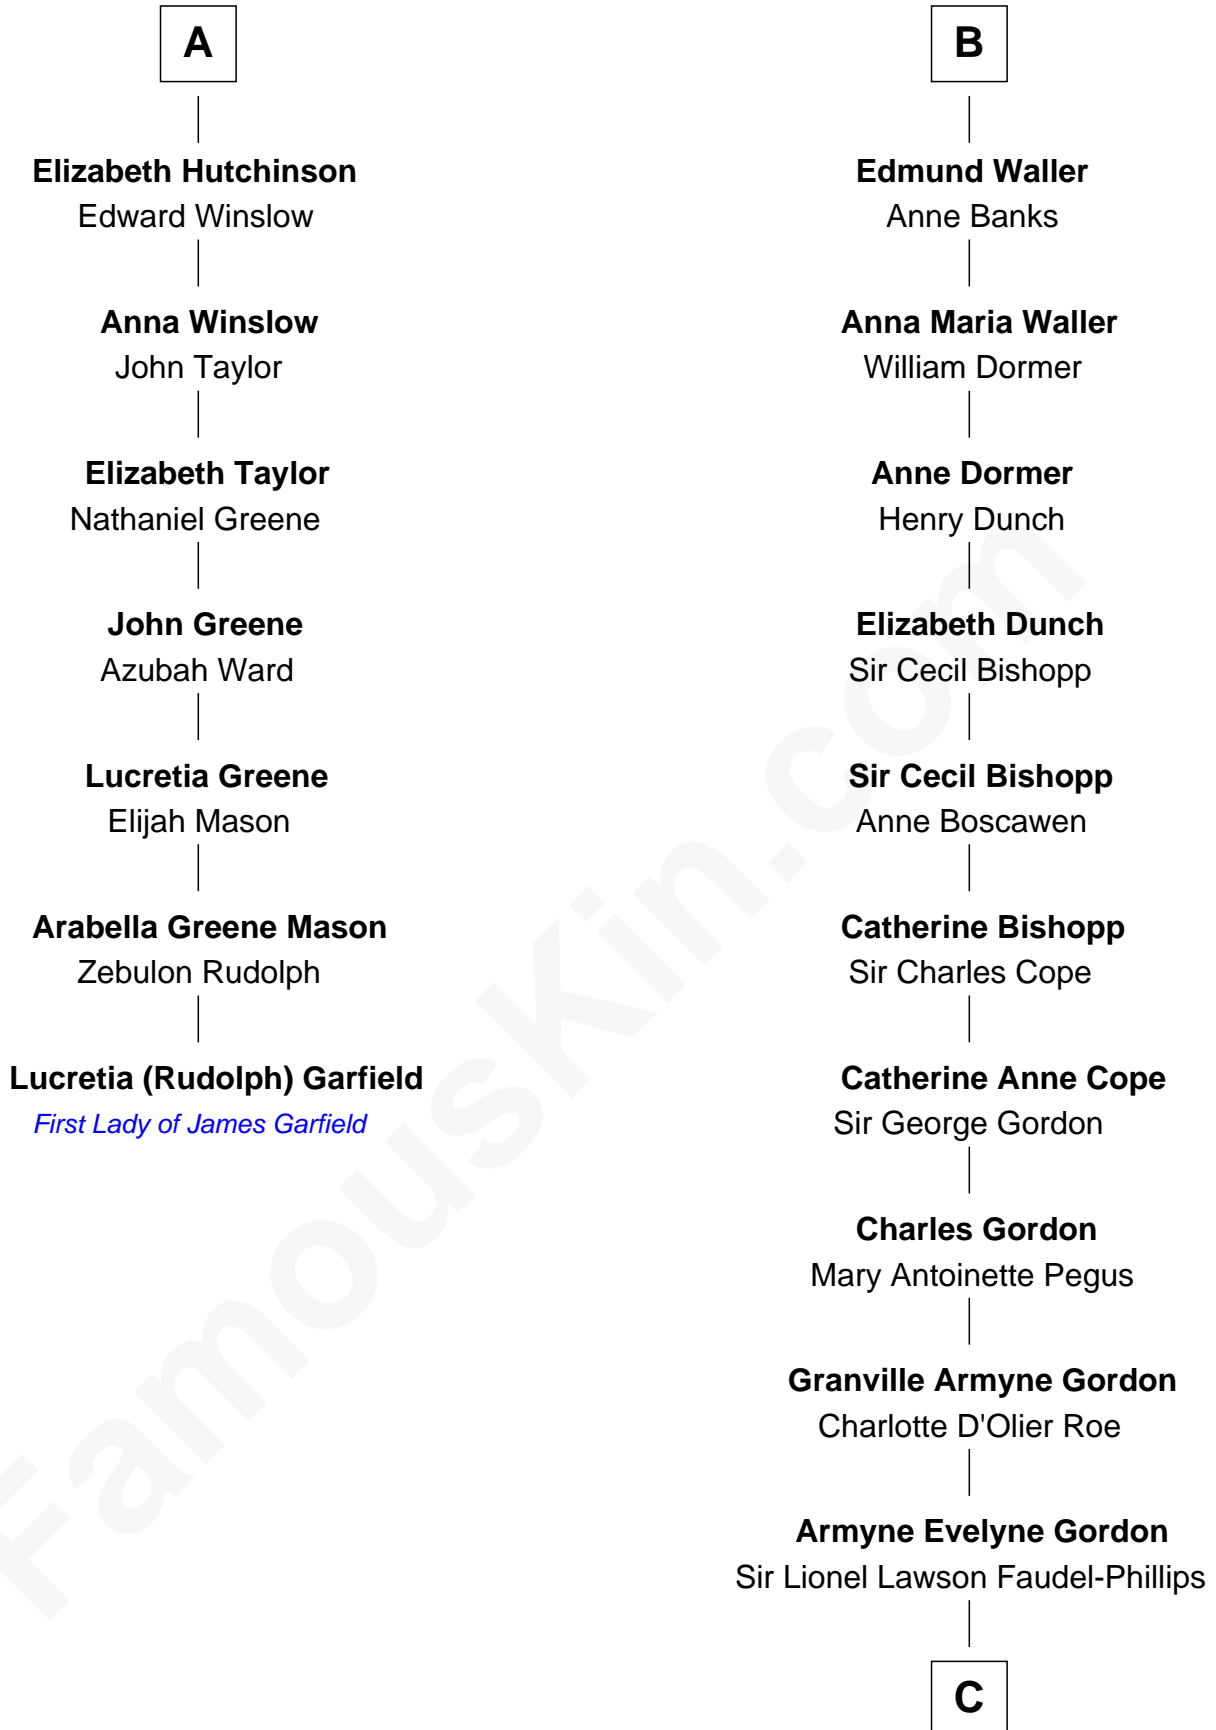 A
Elizabeth Hutchinson
Edward Winslow
Anna Winslow
John Taylor
Elizabeth Taylor
Nathaniel Greene
John Greene
Azubah Ward
Lucretia Greene
Elijah Mason
Arabella Greene Mason
Zebulon Rudolph
Lucretia (Rudolph) Garfield
First Lady of James Garfield
B
Edmund Waller
Anne Banks
Anna Maria Waller
William Dormer
Anne Dormer
Henry Dunch
Elizabeth Dunch
Sir Cecil Bishopp
Sir Cecil Bishopp
Anne Boscawen
Catherine Bishopp
Sir Charles Cope
Catherine Anne Cope
Sir George Gordon
Charles Gordon
Mary Antoinette Pegus
Granville Armyne Gordon
Charlotte D'Olier Roe
Armyne Evelyne Gordon
Sir Lionel Lawson Faudel-Phillips
C
FamousKin.com